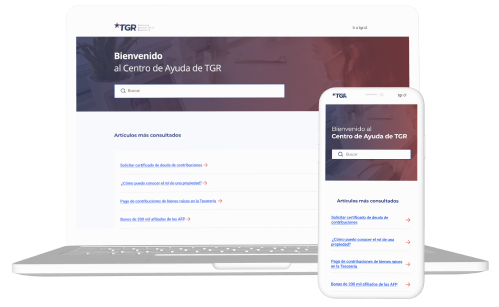 TGR
Ir a tgr.cl
Bienvenido
al Centro de Ayuda de TGR
Buscar
Artículos más consultados
Solicitar certificado de deuda de contribuciones
¿Cómo puedo conocer el rol de una propiedad?
Pago de contribuciones de bienes raíces en la Tesorería
Bonos de 200 mil afiliados de las AFP
TGR
tgr.cl
Bienvenido al
Centro de Ayuda de TGR
Buscar
Artículos más consultados
Solicitar certificado de deuda de
contribuciones
¿Cómo puedo conocer el rol de una
propiedad?
Pago de contribuciones de bienes raíces
en la Tesorería
Bonos de 200 mil afiliados de las AFP